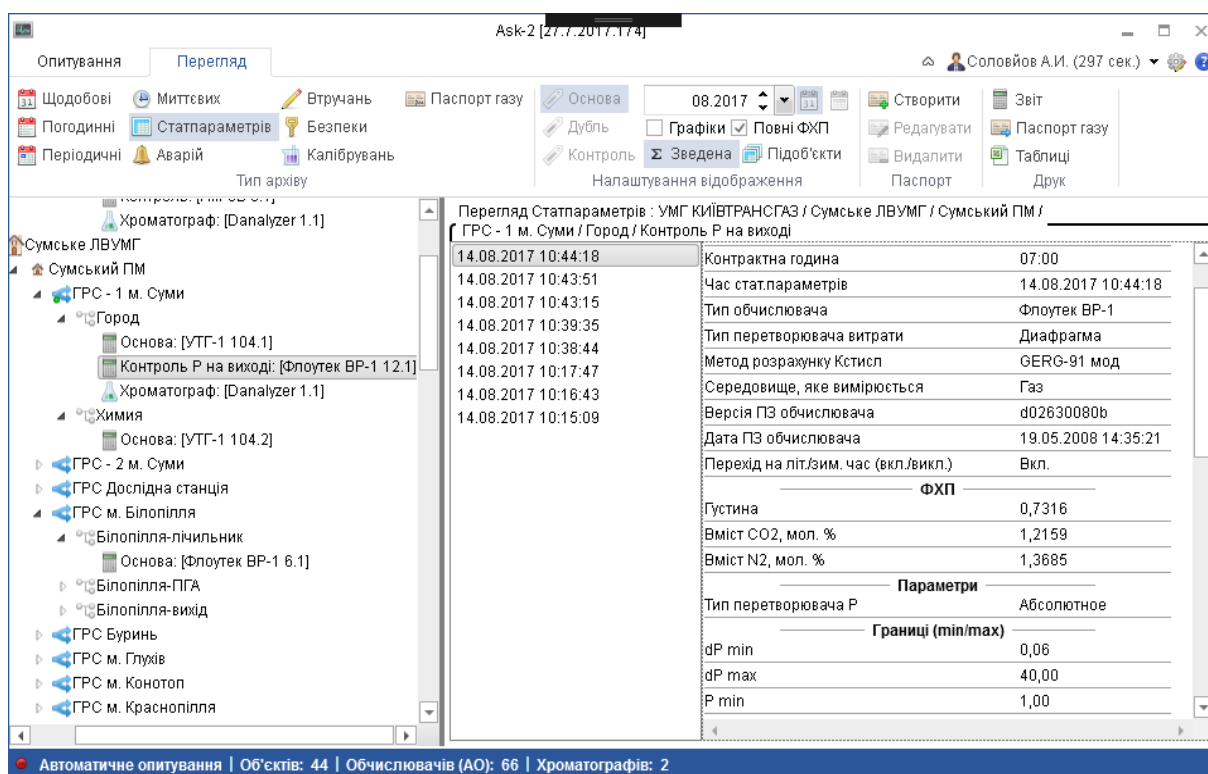 Ask-2 [27.7.2017.174]
Опитування Перегляд Соловйов А.И. (297 сек.)
Щодобові Миттєвих Втручань Паспорт газу Основа 08.2017 Створити Звіт
Погодинні Статпараметрів Безпеки Дубль Графіки Повні ФХП Редагувати Паспорт газу
Періодичні Аварій Калібрувань Контроль Σ Зведена Підоб'єкти Видалити Таблиці
Тип архіву Налаштування відображення Паспорт Друк
Хроматограф: [Danalyzer 1.1]
Сумське ЛВУМГ
Сумський ПМ
ГРС - 1 м. Суми
Город
Основа: [УТГ-1 104.1]
Контроль Р на виході: [Флоутек ВР-1 12.1]
Хроматограф: [Danalyzer 1.1]
Химия
Основа: [УТГ-1 104.2]
ГРС - 2 м. Суми
ГРС Дослідна станція
ГРС м. Білопілля
Білопілля-лічильник
Основа: [Флоутек ВР-1 6.1]
Білопілля-ПГА
Білопілля-вихід
ГРС Буринь
ГРС м. Глухів
ГРС м. Конотоп
ГРС м. Краснопілля
Перегляд Статпараметрів : УМГ КИЇВТРАНСГАЗ / Сумське ЛВУМГ / Сумський ПМ /
ГРС - 1 м. Суми / Город / Контроль Р на виході
14.08.2017 10:44:18
14.08.2017 10:43:51
14.08.2017 10:43:15
14.08.2017 10:39:35
14.08.2017 10:38:44
14.08.2017 10:17:47
14.08.2017 10:16:43
14.08.2017 10:15:09
Контрактна година 07:00
Час стат.параметрів 14.08.2017 10:44:18
Тип обчислювача Флоутек ВР-1
Тип перетворювача витрати Диафрагма
Метод розрахунку Кстисл GERG-91 мод
Середовище, яке вимірюється Газ
Версія ПЗ обчислювача d02630080b
Дата ПЗ обчислювача 19.05.2008 14:35:21
Перехід на літ./зим. час (вкл./викл.) Вкл.
ФХП
Густина 0,7316
Вміст CO2, мол. % 1,2159
Вміст N2, мол. % 1,3685
Параметри
Тип перетворювача Р Абсолютное
Границі (min/max)
dP min 0,06
dP max 40,00
P min 1,00
Автоматичне опитування | Об'єктів: 44 | Обчислювачів (АО): 66 | Хроматографів: 2